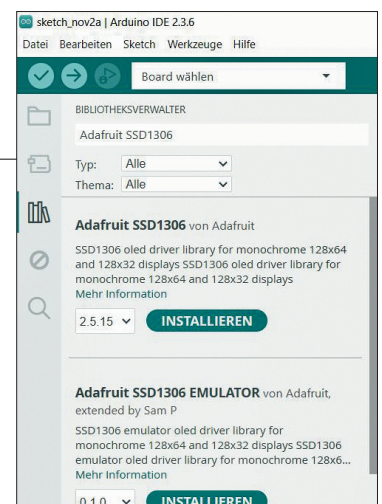 sketch_nov2a | Arduino IDE 2.3.6
Datei Bearbeiten Sketch Werkzeuge Hilfe
Board wählen
BIBLIOTHEKSVERWALTER
Adafruit SSD1306
Typ: Alle
Thema: Alle
Adafruit SSD1306 von Adafruit
SSD1306 oled driver library for monochrome 128x64
and 128x32 displays SSD1306 oled driver library for
monochrome 128x64 and 128x32 displays
Mehr Information
2.5.15 INSTALLIEREN
Adafruit SSD1306 EMULATOR von Adafruit,
extended by Sam P
SSD1306 emulator oled driver library for
monochrome 128x64 and 128x32 displays SSD1306
emulator oled driver library for monochrome 128x6...
Mehr Information
0.1.0 INSTALLIEREN